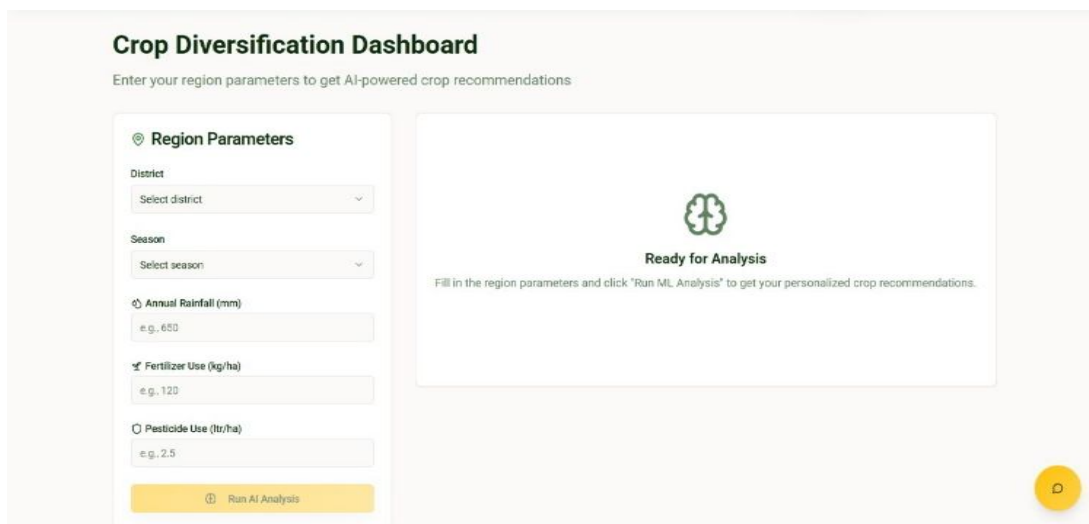 Crop Diversification Dashboard
Enter your region parameters to get AI-powered crop recommendations
Region Parameters
District
Select district
Season
Select season
Annual Rainfall (mm)
e.g., 650
Fertilizer Use (kg/ha)
e.g., 120
Pesticide Use (ltr/ha)
e.g., 2.5
Run AI Analysis
Ready for Analysis
Fill in the region parameters and click "Run ML Analysis" to get your personalized crop recommendations.